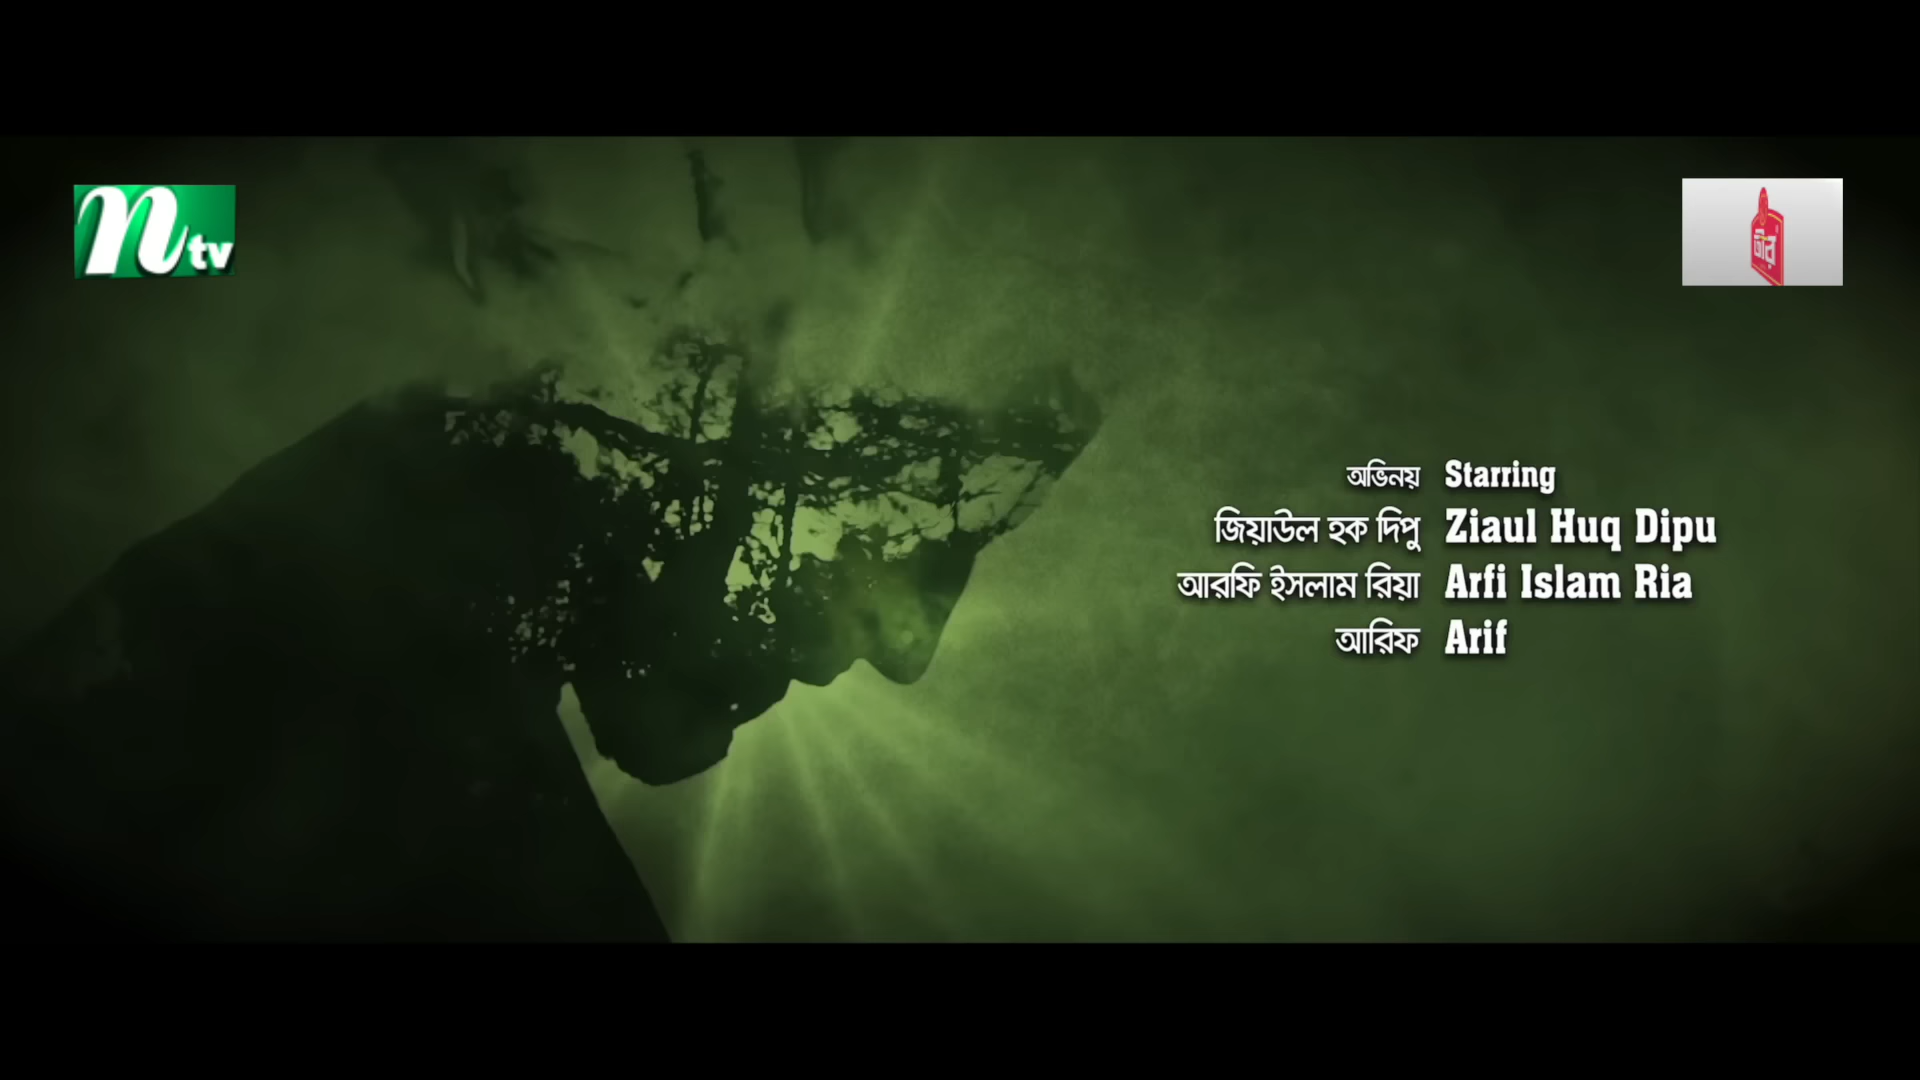 ntv
তীর
অভিনয় Starring
জিয়াউল হক দিপু Ziaul Huq Dipu
আরফি ইসলাম রিয়া Arfi Islam Ria
আরিফ Arif